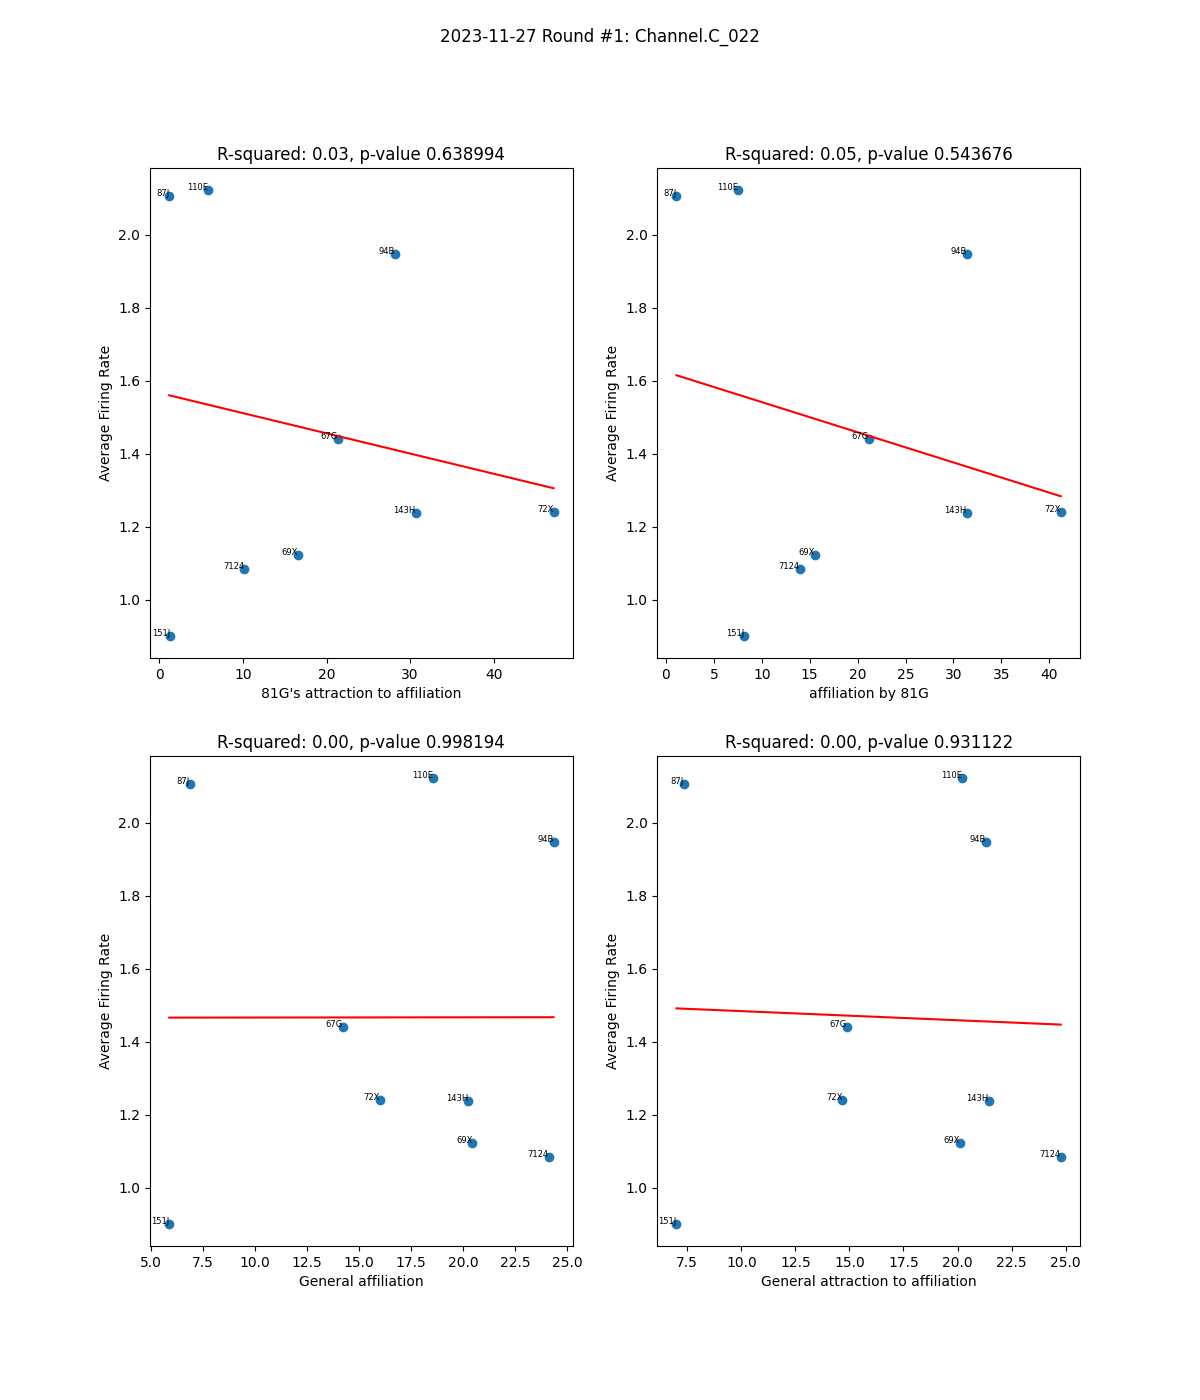 2023-11-27 Round #1: Channel.C_022
R-squared: 0.03, p-value 0.638994
87J
110E
94B
67G
143H
72X
69X
7124
151J
2.0
1.8
1.6
1.4
1.2
1.0
Average Firing Rate
0 10 20 30 40
81G's attraction to affiliation
R-squared: 0.05, p-value 0.543676
87J
110E
94B
67G
143H
72X
69X
7124
151J
2.0
1.8
1.6
1.4
1.2
1.0
Average Firing Rate
0 5 10 15 20 25 30 35 40
affiliation by 81G
R-squared: 0.00, p-value 0.998194
87J
110E
94B
67G
72X
143H
69X
7124
151J
2.0
1.8
1.6
1.4
1.2
1.0
Average Firing Rate
5.0 7.5 10.0 12.5 15.0 17.5 20.0 22.5 25.0
General affiliation
R-squared: 0.00, p-value 0.931122
87J
110E
94B
67G
72X
143H
69X
7124
151J
2.0
1.8
1.6
1.4
1.2
1.0
Average Firing Rate
7.5 10.0 12.5 15.0 17.5 20.0 22.5 25.0
General attraction to affiliation